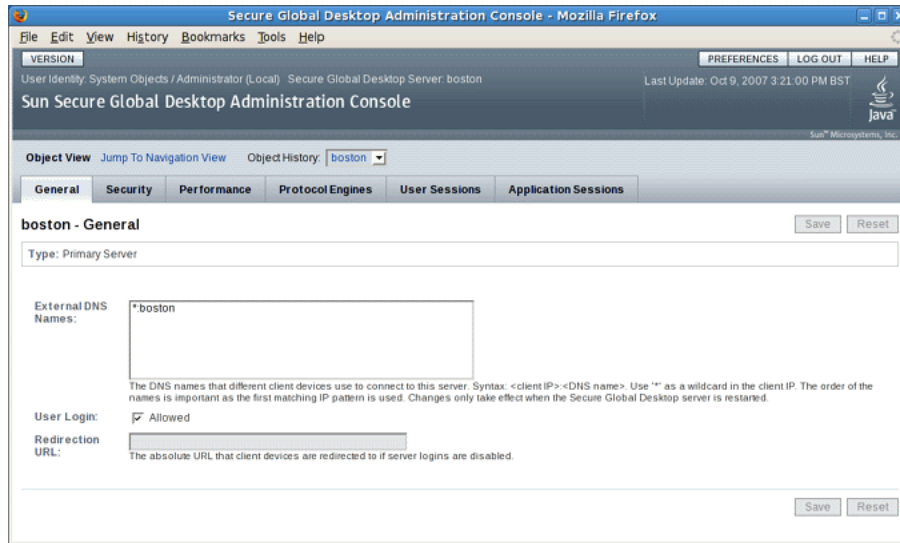 Secure Global Desktop Administration Console - Mozilla Firefox
File Edit View History Bookmarks Tools Help
VERSION PREFERENCES LOG OUT HELP
User Identity: System Objects / Administrator (Local) Secure Global Desktop Server: boston Last Update: Oct 9, 2007 3:21:00 PM BST
Sun Secure Global Desktop Administration Console
Java
Sun™ Microsystems, Inc.
Object View Jump To Navigation View Object History: boston
General Security Performance Protocol Engines User Sessions Application Sessions
boston - General Save Reset
Type: Primary Server
External DNS Names: *:boston
The DNS names that different client devices use to connect to this server. Syntax: <client IP>:<DNS name>. Use '*' as a wildcard in the client IP. The order of the
names is important as the first matching IP pattern is used. Changes only take effect when the Secure Global Desktop server is restarted.
User Login: Allowed
Redirection URL:
The absolute URL that client devices are redirected to if server logins are disabled.
Save Reset